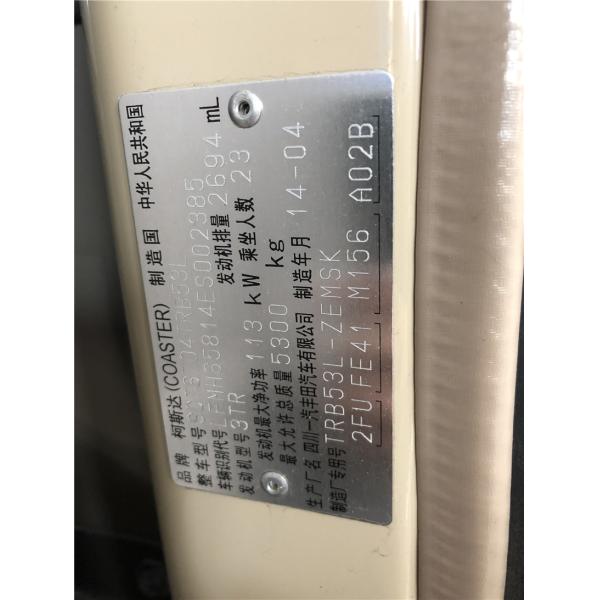 品牌 柯斯达(COASTER) 制造国 中华人民共和国
整车型号 SCT6704TRB53L
车辆识别代号
发动机型号 3TR 发动机排量 2694 mL
发动机最大净功率 113 kW 乘坐人数 23
最大允许总质量 5300 kg
生产厂名 四川一汽丰田汽车有限公司 制造年月 14-04
制造厂专用号 TRB53L-ZEMSK
2FU FE41 M156 A02B